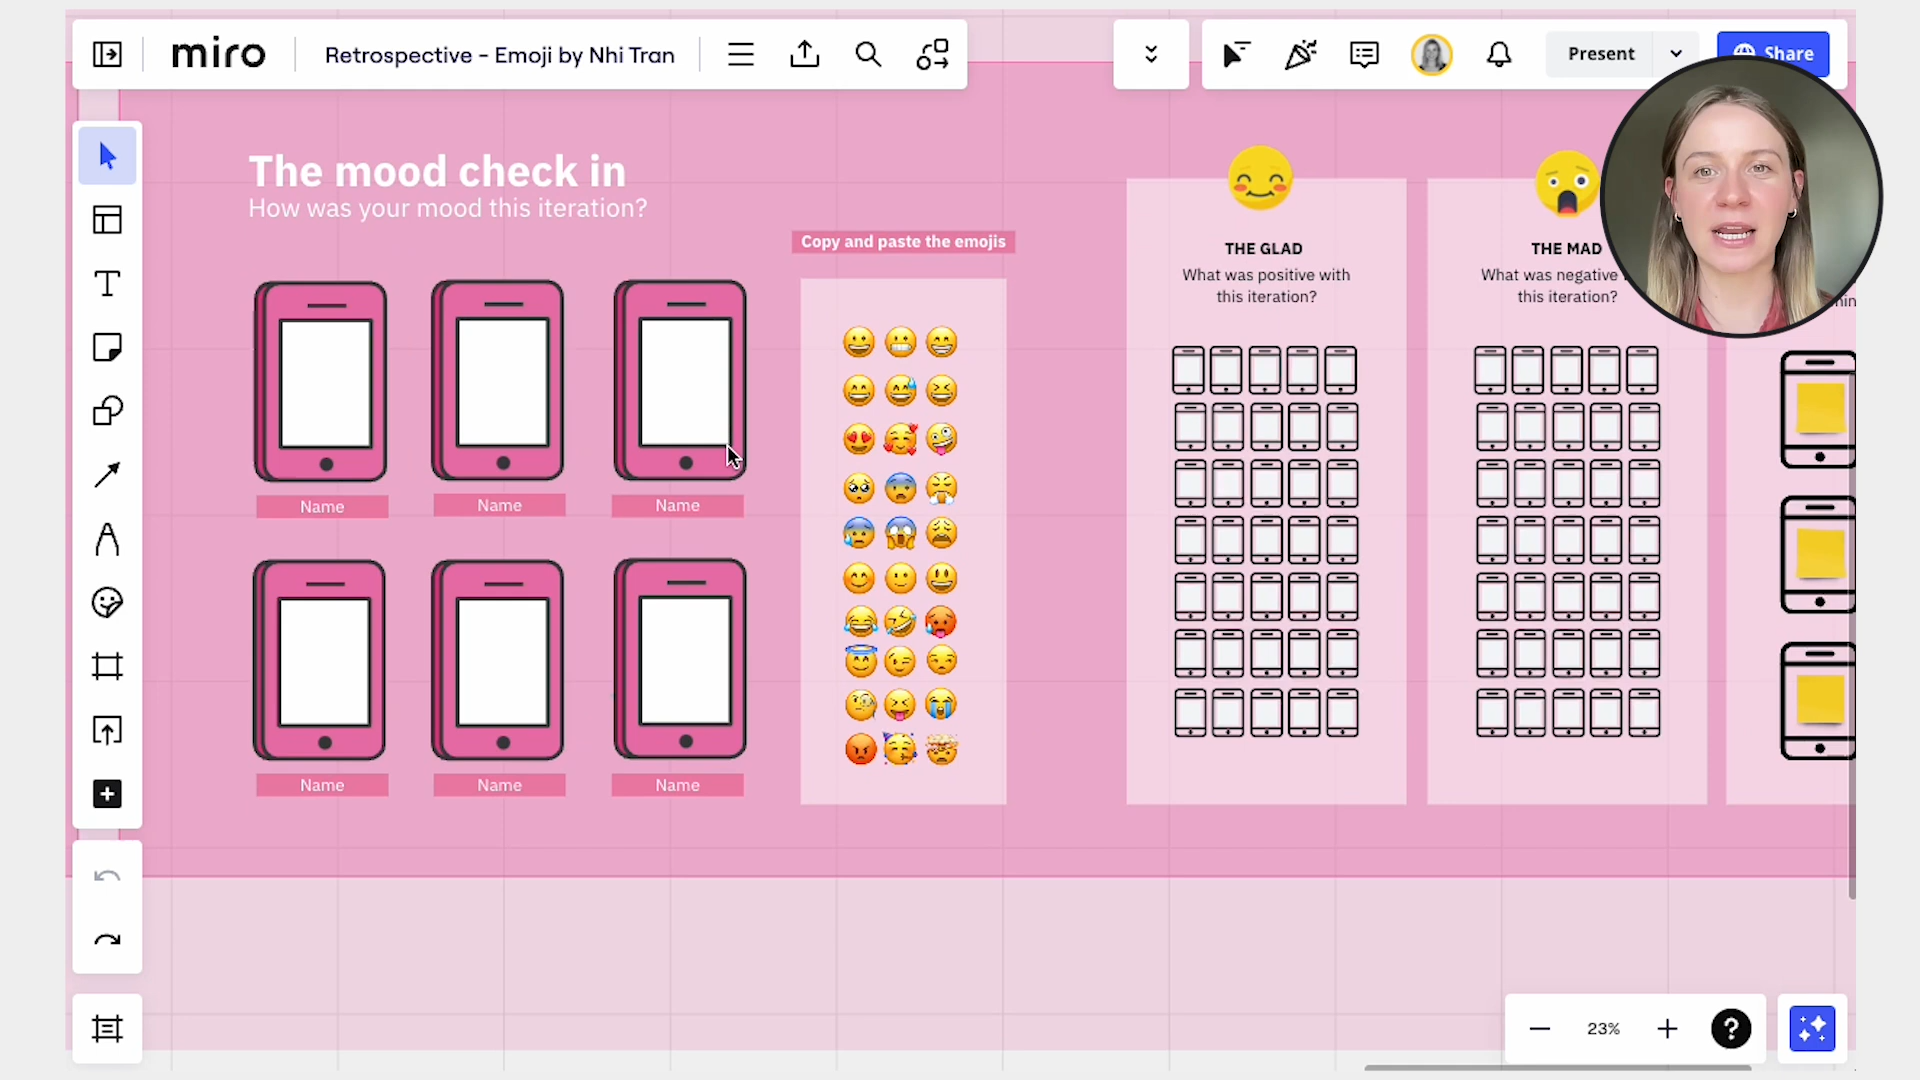 miro
Retrospective - Emoji by Nhi Tran
Present
Share
The mood check in
How was your mood this iteration?
Copy and paste the emojis
Name
Name
Name
Name
Name
Name
THE GLAD
What was positive with
this iteration?
THE MAD
What was negative
this iteration?
23%
?